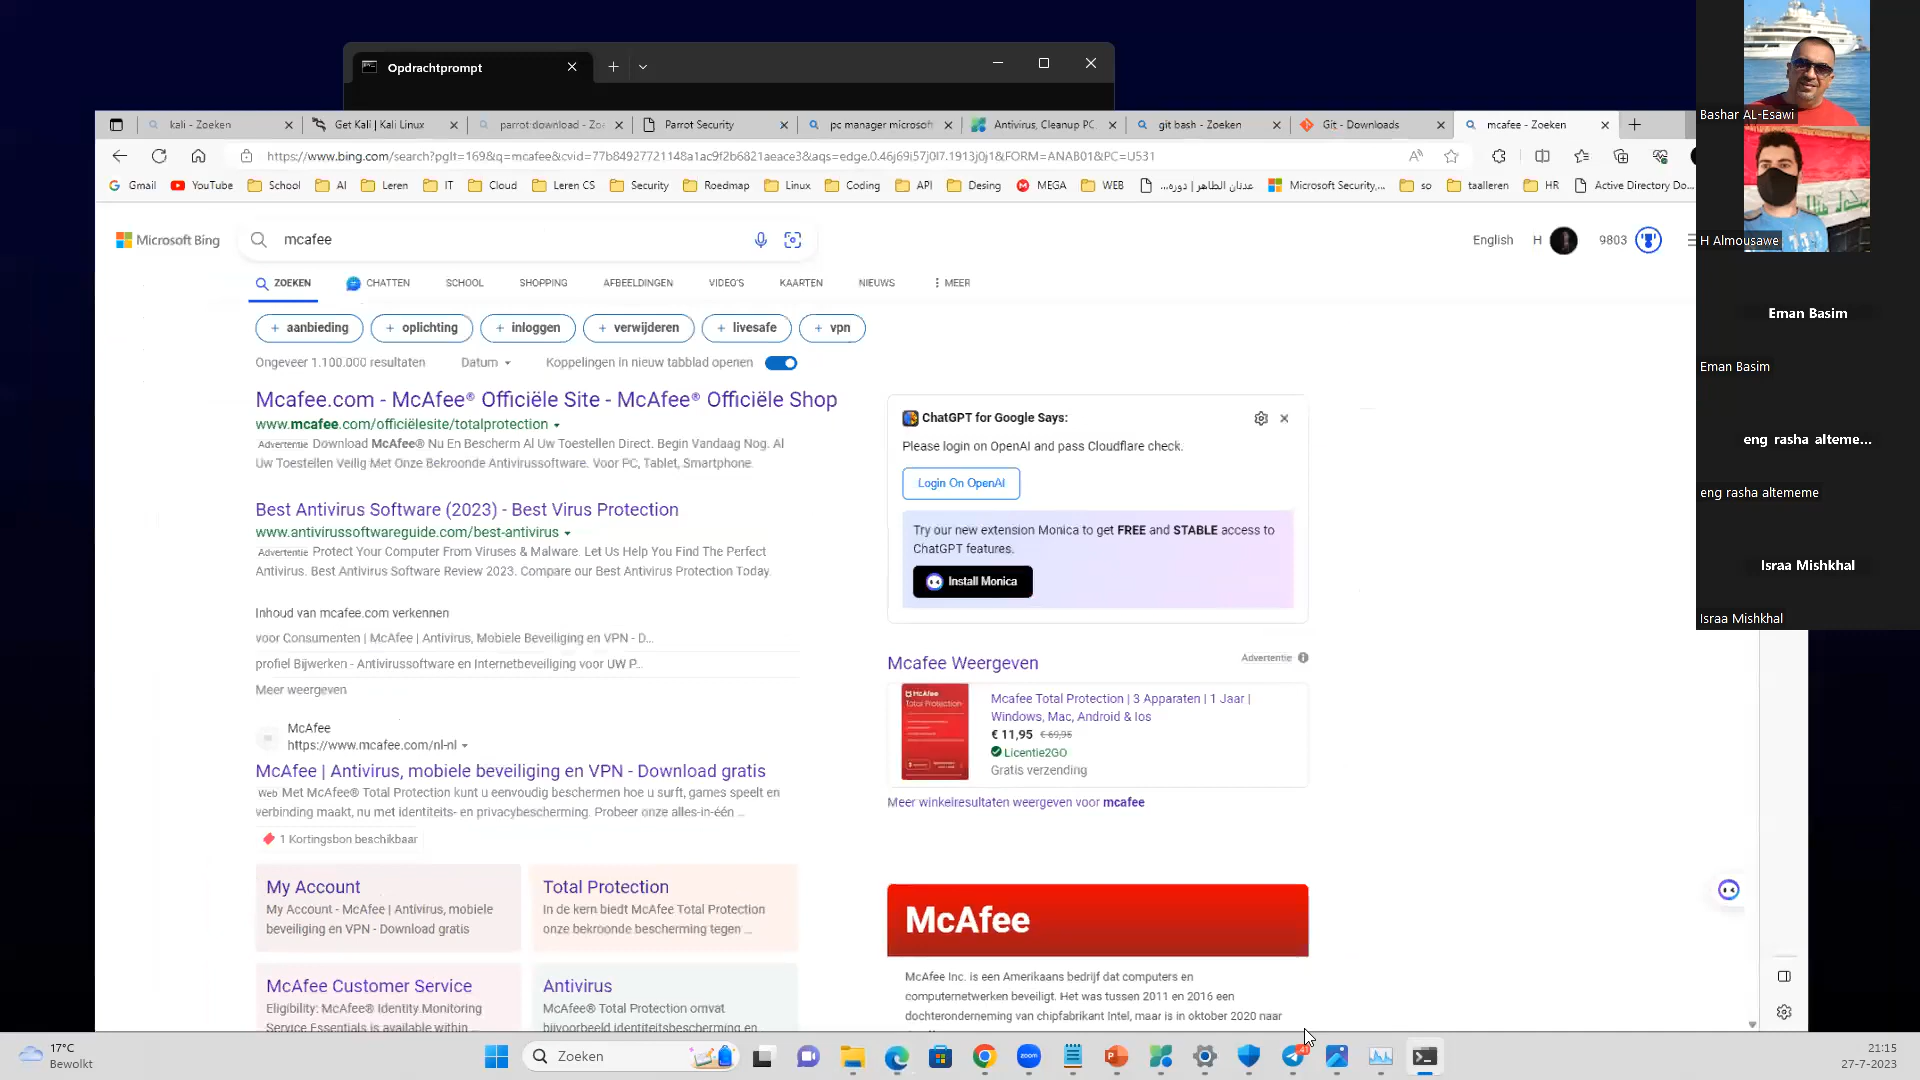 Opdrachtprompt
kali - Zoeken
Get Kali | Kali Linux
parrot download - Zoe
Parrot Security
pc manager microsoft
Antivirus, Cleanup PC,
git bash - Zoeken
Git - Downloads
mcafee - Zoeken
https://www.bing.com/search?pglt=169&q=mcafee&cvid=77b84927721148a1ac9f2b6821aeace3&aqs=edge.0.46j69i57j0l7.1913j0j1&FORM=ANAB01&PC=U531
Gmail
YouTube
School
AI
Leren
IT
Cloud
Leren CS
Security
Roedmap
Linux
Coding
API
Desing
MEGA
WEB
عدنان الطاهر | دوره...
Microsoft Security,...
so
taalleren
HR
Active Directory Do...
Microsoft Bing
mcafee
English
H
9803
ZOEKEN
CHATTEN
SCHOOL
SHOPPING
AFBEELDINGEN
VIDEO'S
KAARTEN
NIEUWS
MEER
+ aanbieding
+ oplichting
+ inloggen
+ verwijderen
+ livesafe
+ vpn
Ongeveer 1.100.000 resultaten
Datum
Koppelingen in nieuw tabblad openen
Mcafee.com - McAfee® Officiële Site - McAfee® Officiële Shop
www.mcafee.com/officiëlesite/totalprotection
Advertentie Download McAfee® Nu En Bescherm Al Uw Toestellen Direct. Begin Vandaag Nog. Al
Uw Toestellen Veilig Met Onze Bekroonde Antivirussoftware. Voor PC, Tablet, Smartphone.
Best Antivirus Software (2023) - Best Virus Protection
www.antivirussoftwareguide.com/best-antivirus
Advertentie Protect Your Computer From Viruses & Malware. Let Us Help You Find The Perfect
Antivirus. Best Antivirus Software Review 2023. Compare our Best Antivirus Protection Today.
Inhoud van mcafee.com verkennen
voor Consumenten | McAfee | Antivirus, Mobiele Beveiliging en VPN - D...
profiel Bijwerken - Antivirussoftware en Internetbeveiliging voor UW P...
Meer weergeven
McAfee
https://www.mcafee.com/nl-nl
McAfee | Antivirus, mobiele beveiliging en VPN - Download gratis
Web Met McAfee® Total Protection kunt u eenvoudig beschermen hoe u surft, games speelt en
verbinding maakt, nu met identiteits- en privacybescherming. Probeer onze alles-in-één ...
1 Kortingsbon beschikbaar
My Account
My Account - McAfee | Antivirus, mobiele
beveiliging en VPN - Download gratis
Total Protection
In de kern biedt McAfee Total Protection
onze bekroonde bescherming tegen ...
McAfee Customer Service
Eligibility: McAfee® Identity Monitoring
Service Essentials is available within ...
Antivirus
McAfee® Total Protection omvat
bijvoorbeeld identiteitsbescherming en
ChatGPT for Google Says:
Please login on OpenAI and pass Cloudflare check.
Login On OpenAI
Try our new extension Monica to get FREE and STABLE access to
ChatGPT features.
Install Monica
Mcafee Weergeven
Advertentie
McAfee
Total Protection
Mcafee Total Protection | 3 Apparaten | 1 Jaar |
Windows, Mac, Android & Ios
€ 11,95 € 69,95
Licentie2GO
Gratis verzending
Meer winkelresultaten weergeven voor mcafee
McAfee
McAfee Inc. is een Amerikaans bedrijf dat computers en
computernetwerken beveiligt. Het was tussen 2011 en 2016 een
dochteronderneming van chipfabrikant Intel, maar is in oktober 2020 naar
Bashar AL-Esawi
H Almousawe
Eman Basim
Eman Basim
eng rasha alteme...
eng rasha altememe
Israa Mishkhal
Israa Mishkhal
17°C
Bewolkt
Zoeken
zoom
21:15
27-7-2023